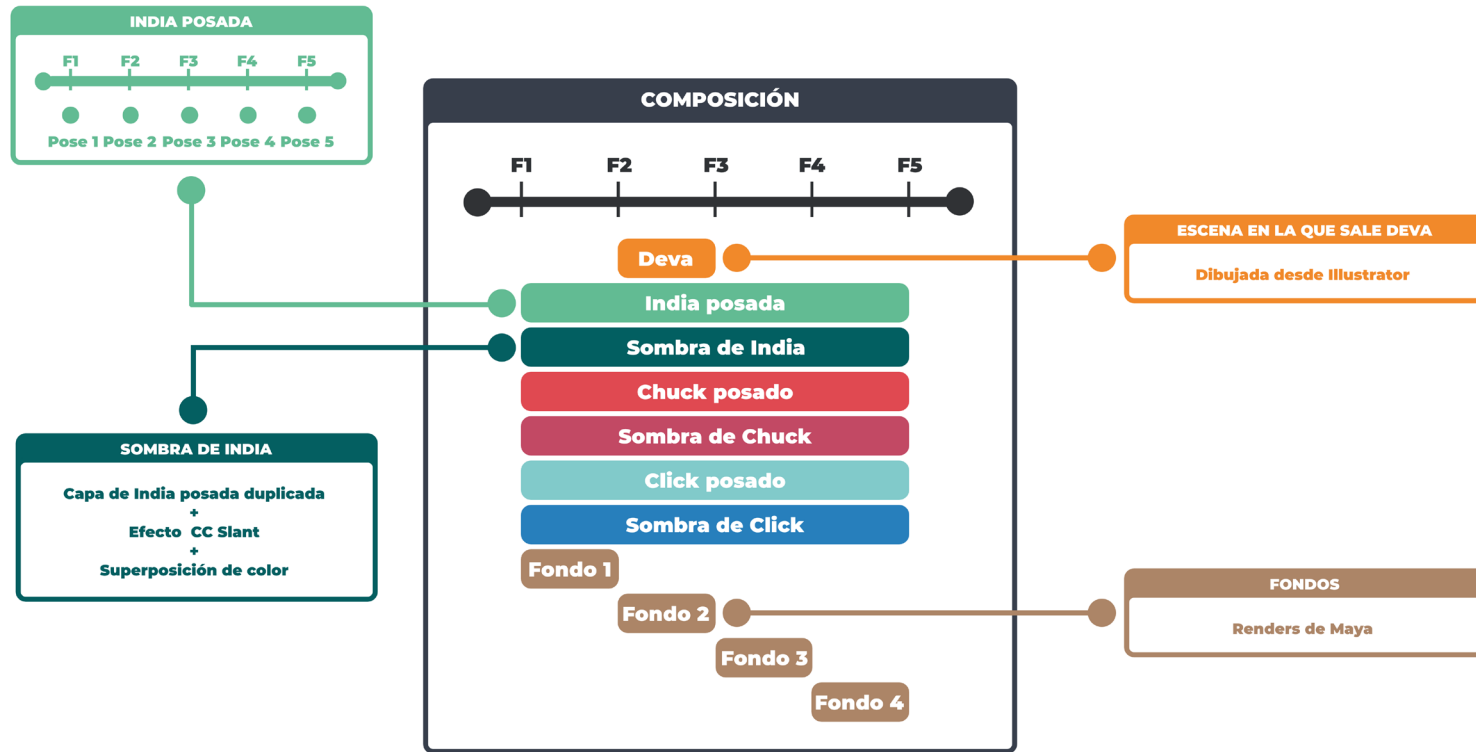 INDIA POSADA
F1 F2 F3 F4 F5
Pose 1 Pose 2 Pose 3 Pose 4 Pose 5
COMPOSICIÓN
F1 F2 F3 F4 F5
Deva
India posada
Sombra de India
Chuck posado
Sombra de Chuck
Click posado
Sombra de Click
Fondo 1
Fondo 2
Fondo 3
Fondo 4
ESCENA EN LA QUE SALE DEVA
Dibujada desde Illustrator
SOMBRA DE INDIA
Capa de India posada duplicada
+
Efecto CC Slant
+
Superposición de color
FONDOS
Renders de Maya